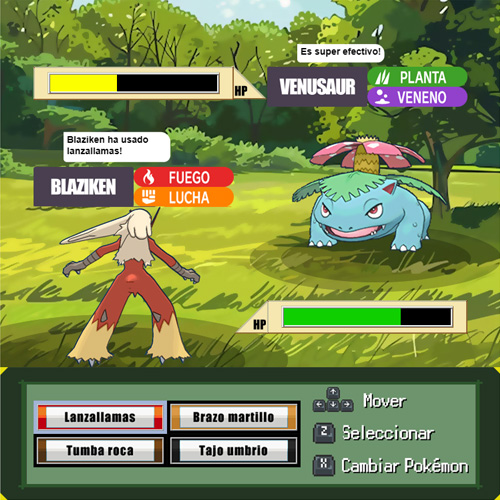 Es super efectivo!
HP
VENUSAUR
PLANTA
VENENO
Blaziken ha usado
lanzallamas!
BLAZIKEN
FUEGO
LUCHA
HP
Lanzallamas
Brazo martillo
Tumba roca
Tajo umbrio
Mover
Z
Seleccionar
X
Cambiar Pokémon